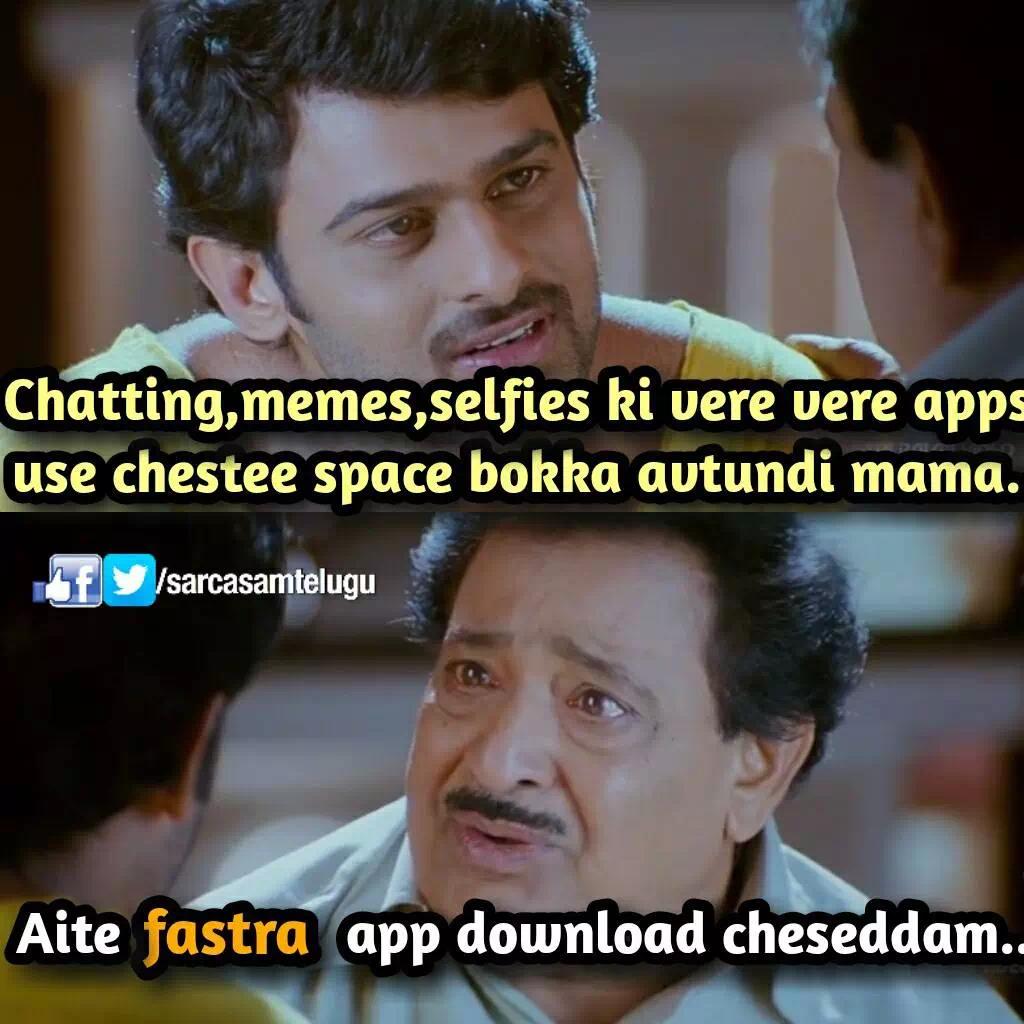 Chatting,memes,selfies ki vere vere apps
use chestee space bokka avtundi mama.
/sarcasamtelugu
Aite fastra app download cheseddam..